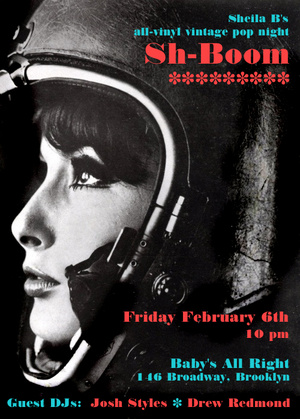 Sheila B's
all-vinyl vintage pop night
Sh-Boom
✽✽✽✽✽✽✽✽✽
Friday February 6th
10 pm
Baby's All Right
146 Broadway, Brooklyn
Guest DJs: Josh Styles ✽ Drew Redmond